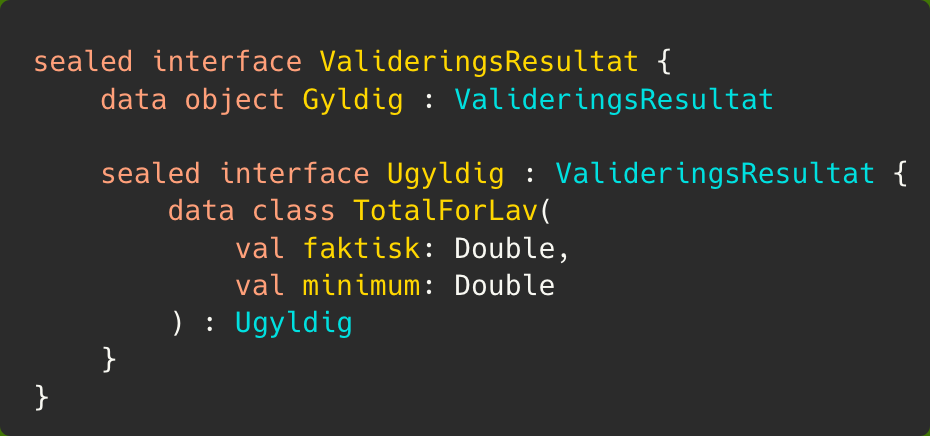 sealed interface ValideringsResultat {
    data object Gyldig : ValideringsResultat

    sealed interface Ugyldig : ValideringsResultat {
        data class TotalForLav(
            val faktisk: Double,
            val minimum: Double
        ) : Ugyldig
    }
}